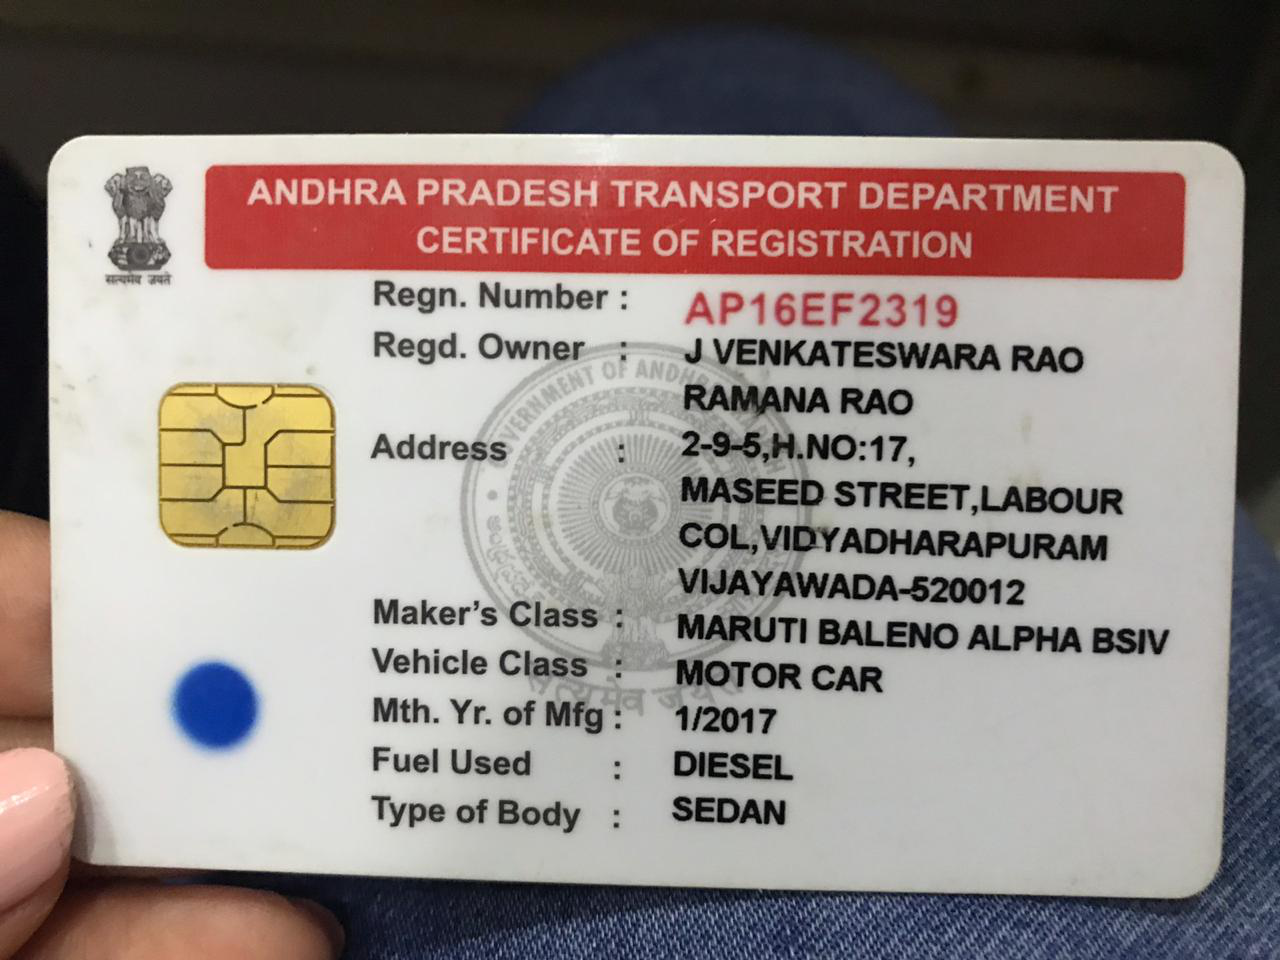 ANDHRA PRADESH TRANSPORT DEPARTMENT
CERTIFICATE OF REGISTRATION
सत्यमेव जयते
Regn. Number : AP16EF2319
Regd. Owner : J VENKATESWARA RAO
RAMANA RAO
Address : 2-9-5,H.NO:17,
MASEED STREET,LABOUR
COL,VIDYADHARAPURAM
VIJAYAWADA-520012
Maker's Class : MARUTI BALENO ALPHA BSIV
Vehicle Class : MOTOR CAR
Mth. Yr. of Mfg : 1/2017
Fuel Used : DIESEL
Type of Body : SEDAN
GOVERNMENT OF ANDHRA
सत्यमेव जयते